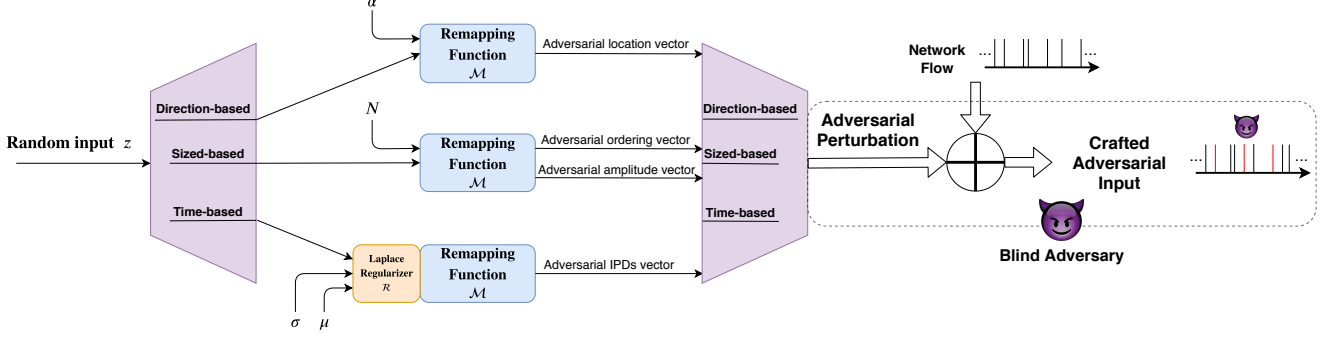 α
Remapping
Function
ℳ
Adversarial location vector
Direction-based
Random input z
Sized-based
Time-based
N
Remapping
Function
ℳ
Adversarial ordering vector
Adversarial amplitude vector
Laplace
Regularizer
ℛ
Remapping
Function
ℳ
Adversarial IPDs vector
σ
μ
Direction-based
Sized-based
Time-based
Network
Flow
...
...
Adversarial
Perturbation
Crafted
Adversarial
Input
...
...
Blind Adversary